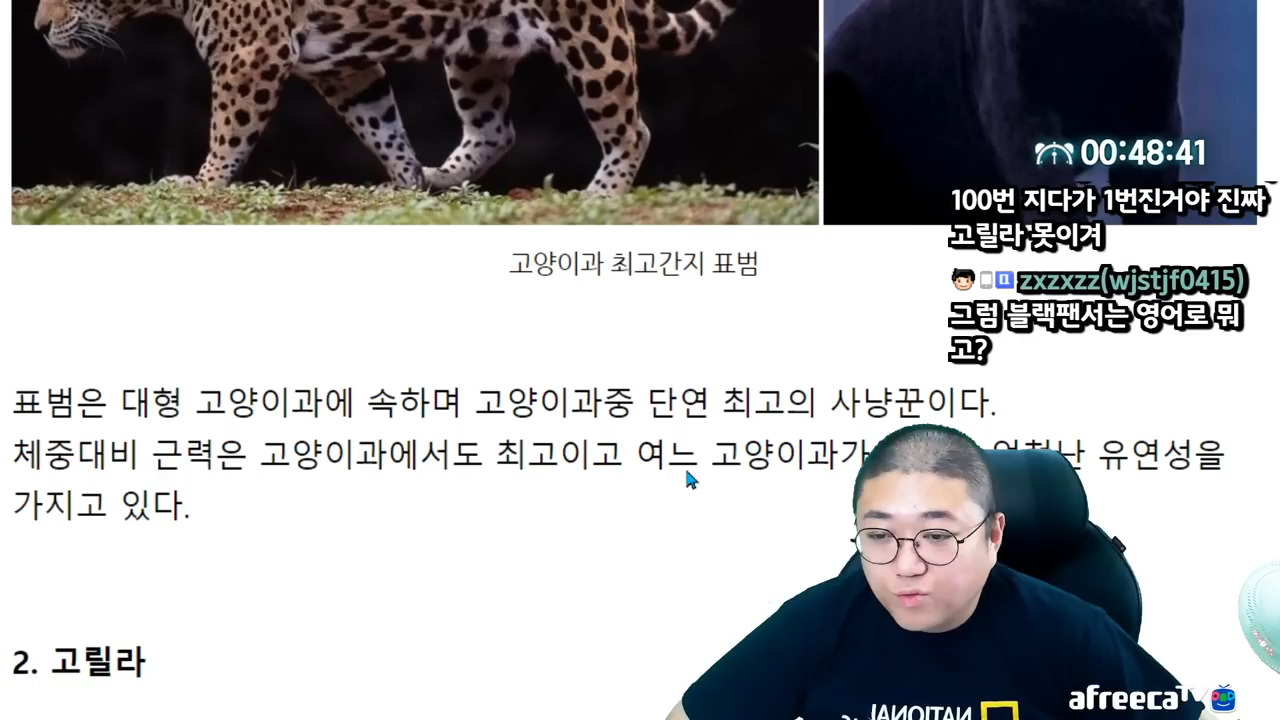 00:48:41
100번 지다가 1번진거야 진짜
고릴라 못이겨
zxzxzz(wjstjf0415)
그럼 블랙팬서는 영어로 뭐
고?
고양이과 최고간지 표범
표범은 대형 고양이과에 속하며 고양이과중 단연 최고의 사냥꾼이다.
체중대비 근력은 고양이과에서도 최고이고 여느 고양이과가 유연성을
가지고 있다.
2. 고릴라
NATIONAL
afreecaTV